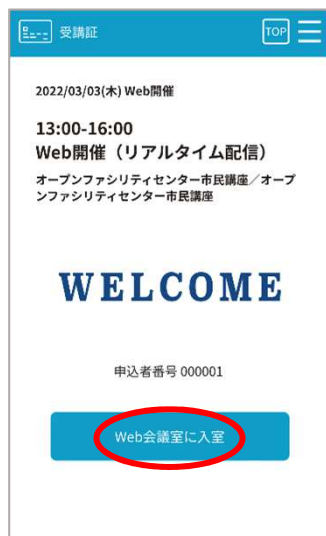 受講証 TOP
2022/03/03(木) Web開催
13:00-16:00
Web開催（リアルタイム配信）
オープンファシリティセンター市民講座／オープ
ンファシリティセンター市民講座
WELCOME
申込者番号 000001
Web会議室に入室